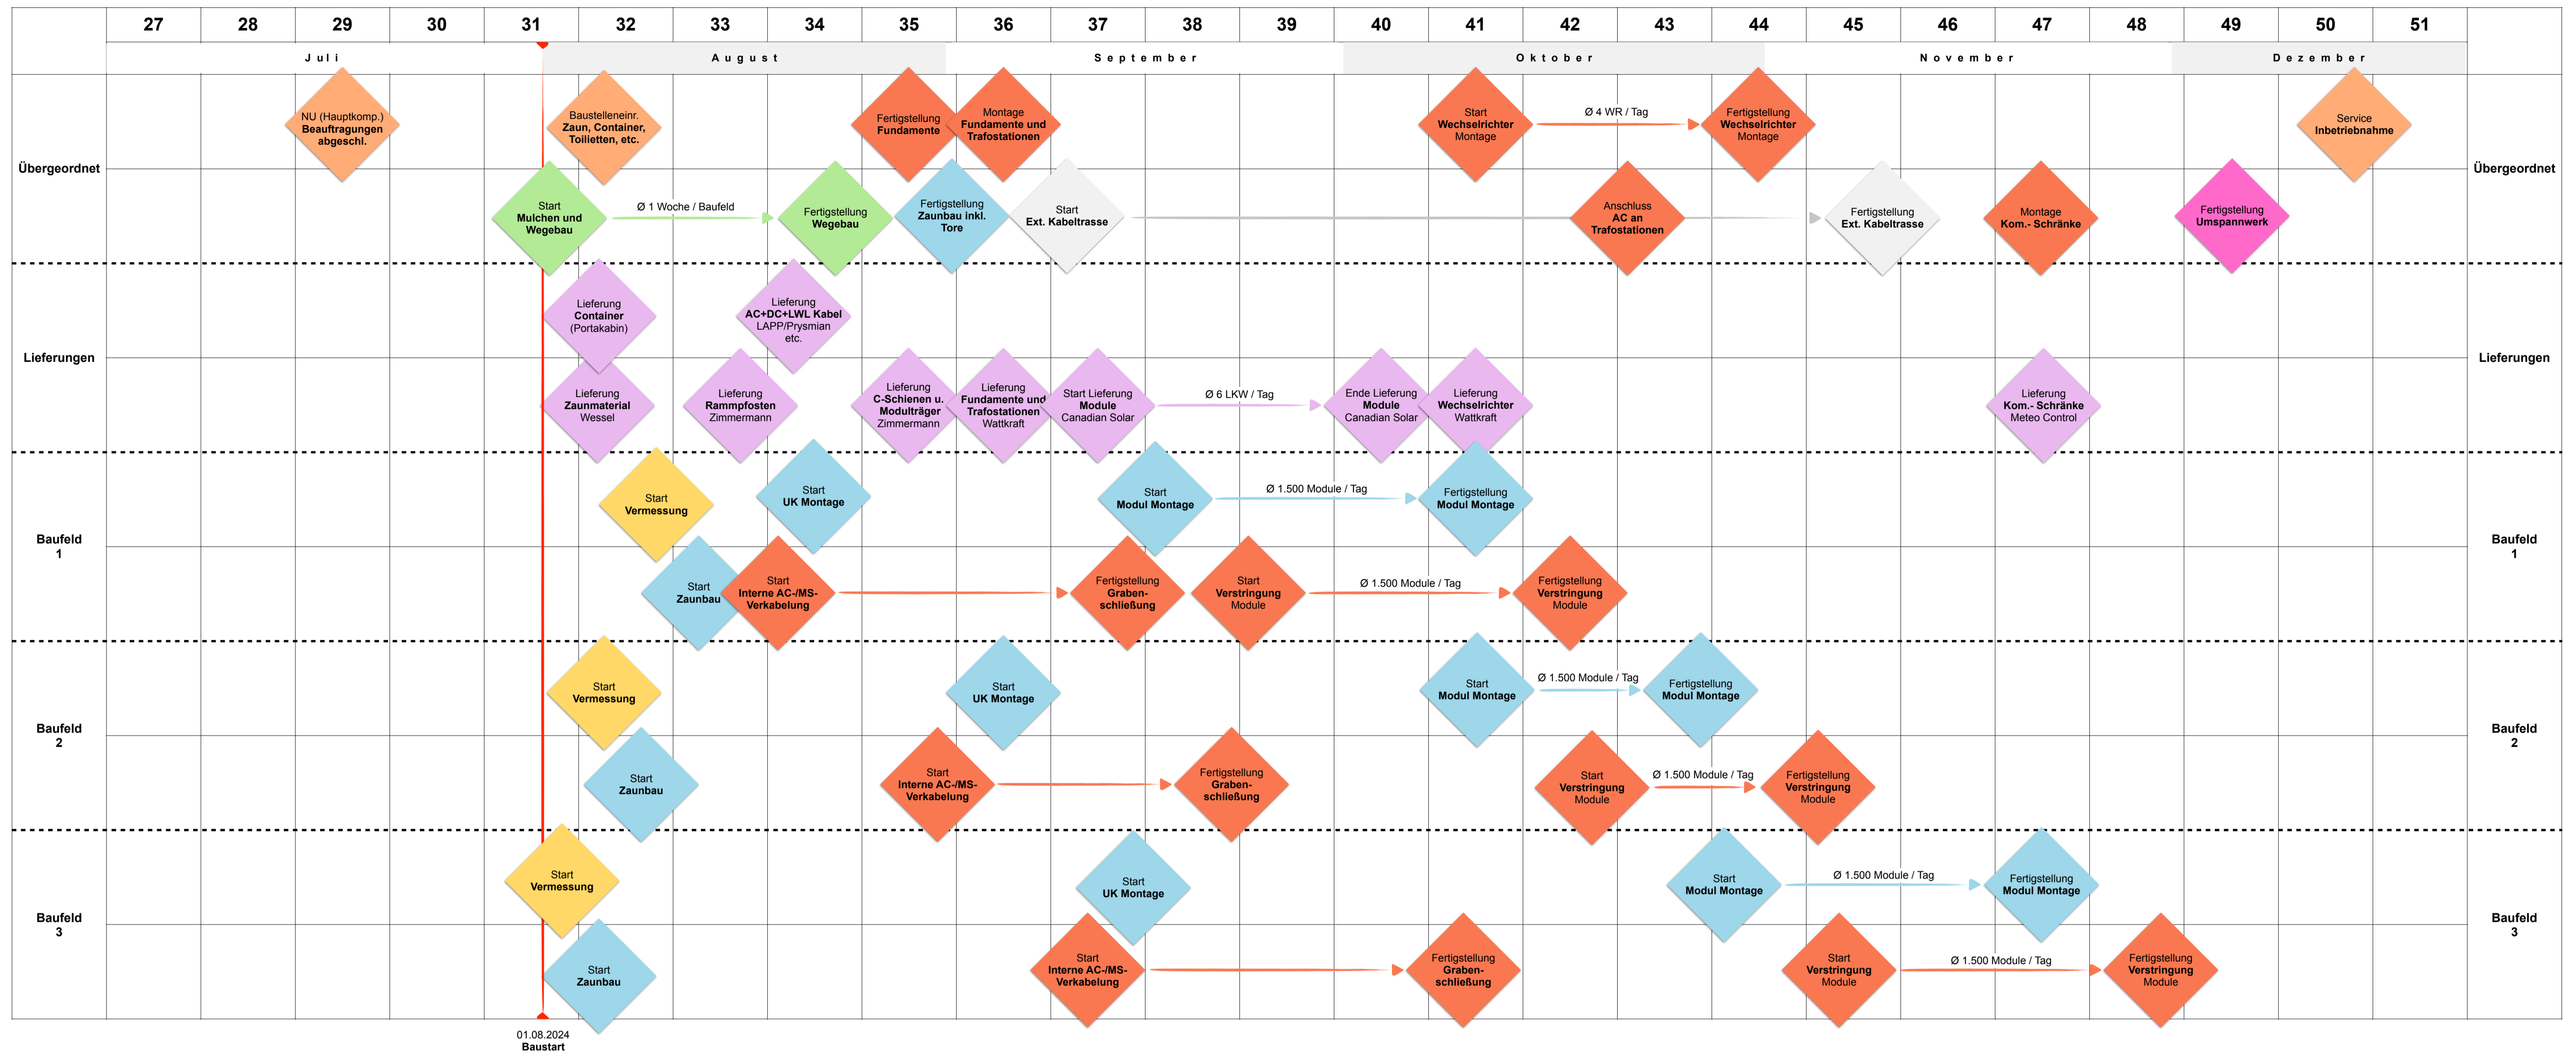 27 28 29 30 31 32 33 34 35 36 37 38 39 40 41 42 43 44 45 46 47 48 49 50 51
Juli August September Oktober November Dezember
Übergeordnet
NU (Hauptkomp.)
Beauftragungen
abgeschl.
Baustelleneinr.
Zaun, Container,
Toilietten, etc.
Fertigstellung
Fundamente
Montage
Fundamente und
Trafostationen
Start
Wechselrichter
Montage
Ø 4 WR / Tag
Fertigstellung
Wechselrichter
Montage
Service
Inbetriebnahme
Übergeordnet
Start
Mulchen und
Wegebau
Ø 1 Woche / Baufeld
Fertigstellung
Wegebau
Fertigstellung
Zaunbau inkl.
Tore
Start
Ext. Kabeltrasse
Anschluss
AC an
Trafostationen
Fertigstellung
Ext. Kabeltrasse
Montage
Kom.- Schränke
Fertigstellung
Umspannwerk
Lieferungen
Lieferung
Container
(Portakabin)
Lieferung
AC+DC+LWL Kabel
LAPP/Prysmian
etc.
Lieferungen
Lieferung
Zaunmaterial
Wessel
Lieferung
Rammpfosten
Zimmermann
Lieferung
C-Schienen u.
Modulträger
Zimmermann
Lieferung
Fundamente und
Trafostationen
Wattkraft
Start Lieferung
Module
Canadian Solar
Ø 6 LKW / Tag
Ende Lieferung
Module
Canadian Solar
Lieferung
Wechselrichter
Wattkraft
Lieferung
Kom.- Schränke
Meteo Control
Baufeld
1
Start
Vermessung
Start
UK Montage
Start
Modul Montage
Ø 1.500 Module / Tag
Fertigstellung
Modul Montage
Baufeld
1
Start
Zaunbau
Start
Interne AC-/MS-
Verkabelung
Fertigstellung
Graben-
schließung
Start
Verstringung
Module
Ø 1.500 Module / Tag
Fertigstellung
Verstringung
Module
Baufeld
2
Start
Vermessung
Start
UK Montage
Start
Modul Montage
Ø 1.500 Module / Tag
Fertigstellung
Modul Montage
Baufeld
2
Start
Zaunbau
Start
Interne AC-/MS-
Verkabelung
Fertigstellung
Graben-
schließung
Start
Verstringung
Module
Ø 1.500 Module / Tag
Fertigstellung
Verstringung
Module
Baufeld
3
Start
Vermessung
Start
UK Montage
Start
Modul Montage
Ø 1.500 Module / Tag
Fertigstellung
Modul Montage
Baufeld
3
Start
Zaunbau
Start
Interne AC-/MS-
Verkabelung
Fertigstellung
Graben-
schließung
Start
Verstringung
Module
Ø 1.500 Module / Tag
Fertigstellung
Verstringung
Module
01.08.2024
Baustart